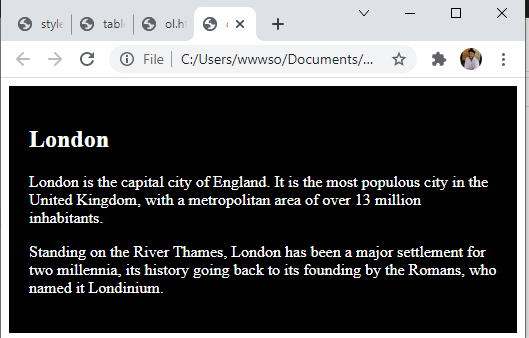 style
table
ol.ht
File
C:/Users/wwwso/Documents/...
London
London is the capital city of England. It is the most populous city in the
United Kingdom, with a metropolitan area of over 13 million
inhabitants.
Standing on the River Thames, London has been a major settlement for
two millennia, its history going back to its founding by the Romans, who
named it Londinium.